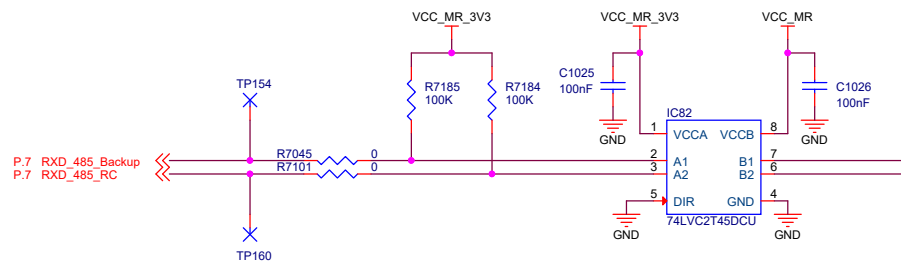 VCC_MR_3V3
VCC_MR_3V3
VCC_MR
TP154
R7185
100K
R7184
100K
C1025
100nF
C1026
100nF
GND
GND
IC82
1 VCCA VCCB 8
P.7 RXD_485_Backup
R7045 0
2 A1 B1 7
P.7 RXD_485_RC
R7101 0
3 A2 B2 6
5 DIR GND 4
GND
GND
74LVC2T45DCU
TP160